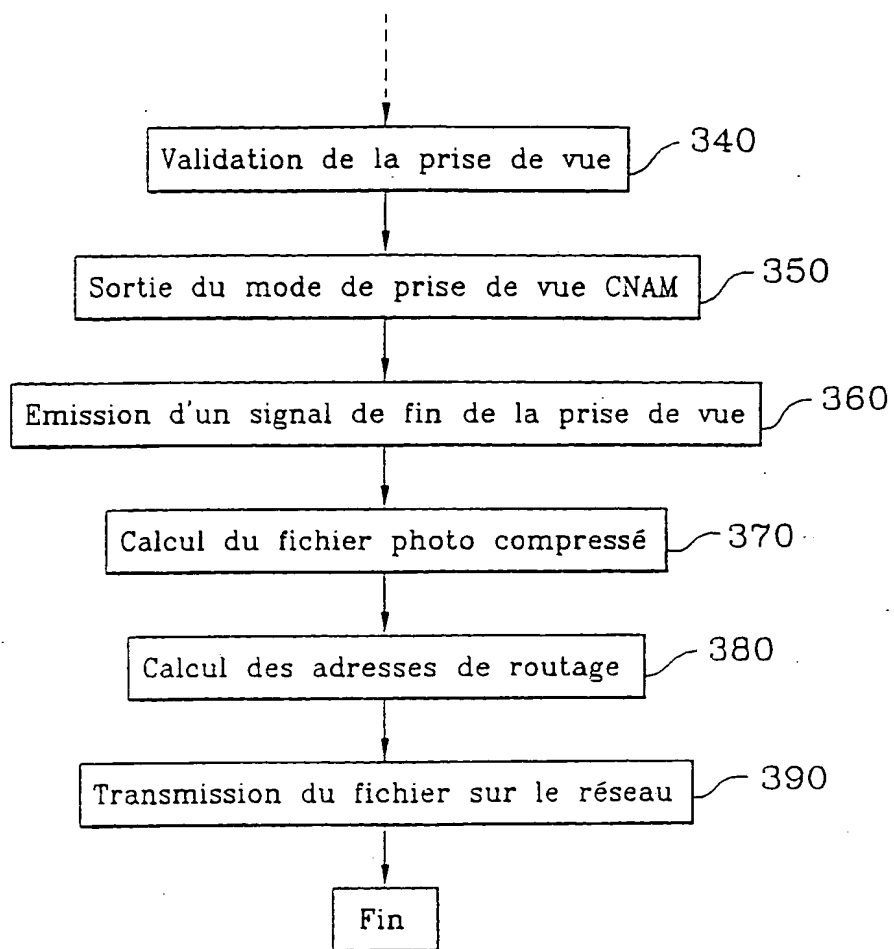 Validation de la prise de vue 340
Sortie du mode de prise de vue CNAM 350
Emission d'un signal de fin de la prise de vue 360
Calcul du fichier photo compressé 370
Calcul des adresses de routage 380
Transmission du fichier sur le réseau 390
Fin